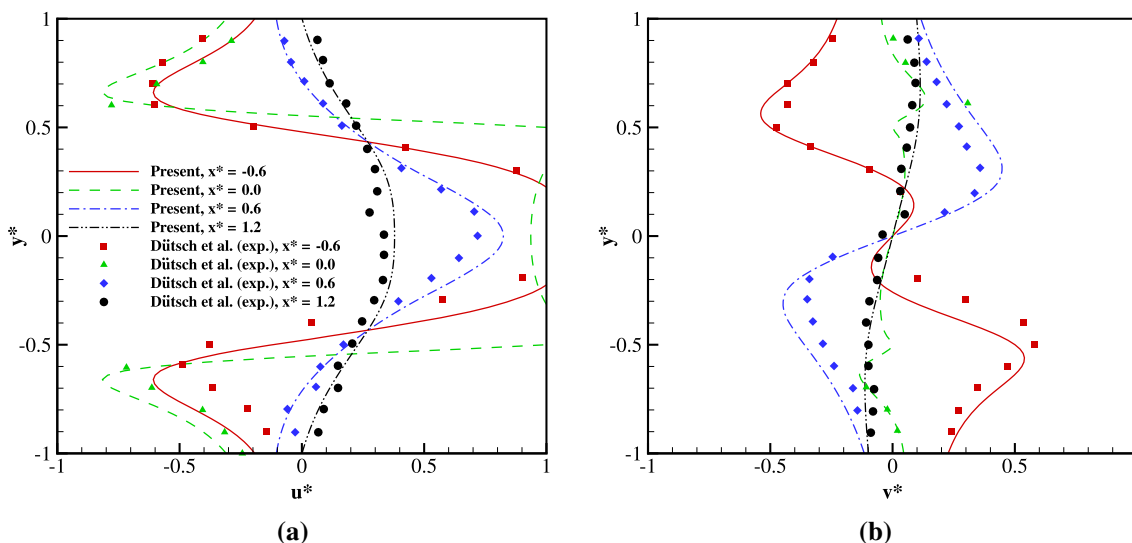 1
0.5
0
-0.5
-1
y*
-1
-0.5
0
0.5
1
u*
Present, x* = -0.6
Present, x* = 0.0
Present, x* = 0.6
Present, x* = 1.2
Dütsch et al. (exp.), x* = -0.6
Dütsch et al. (exp.), x* = 0.0
Dütsch et al. (exp.), x* = 0.6
Dütsch et al. (exp.), x* = 1.2
(a)
1
0.5
0
-0.5
-1
y*
-1
-0.5
0
0.5
v*
(b)